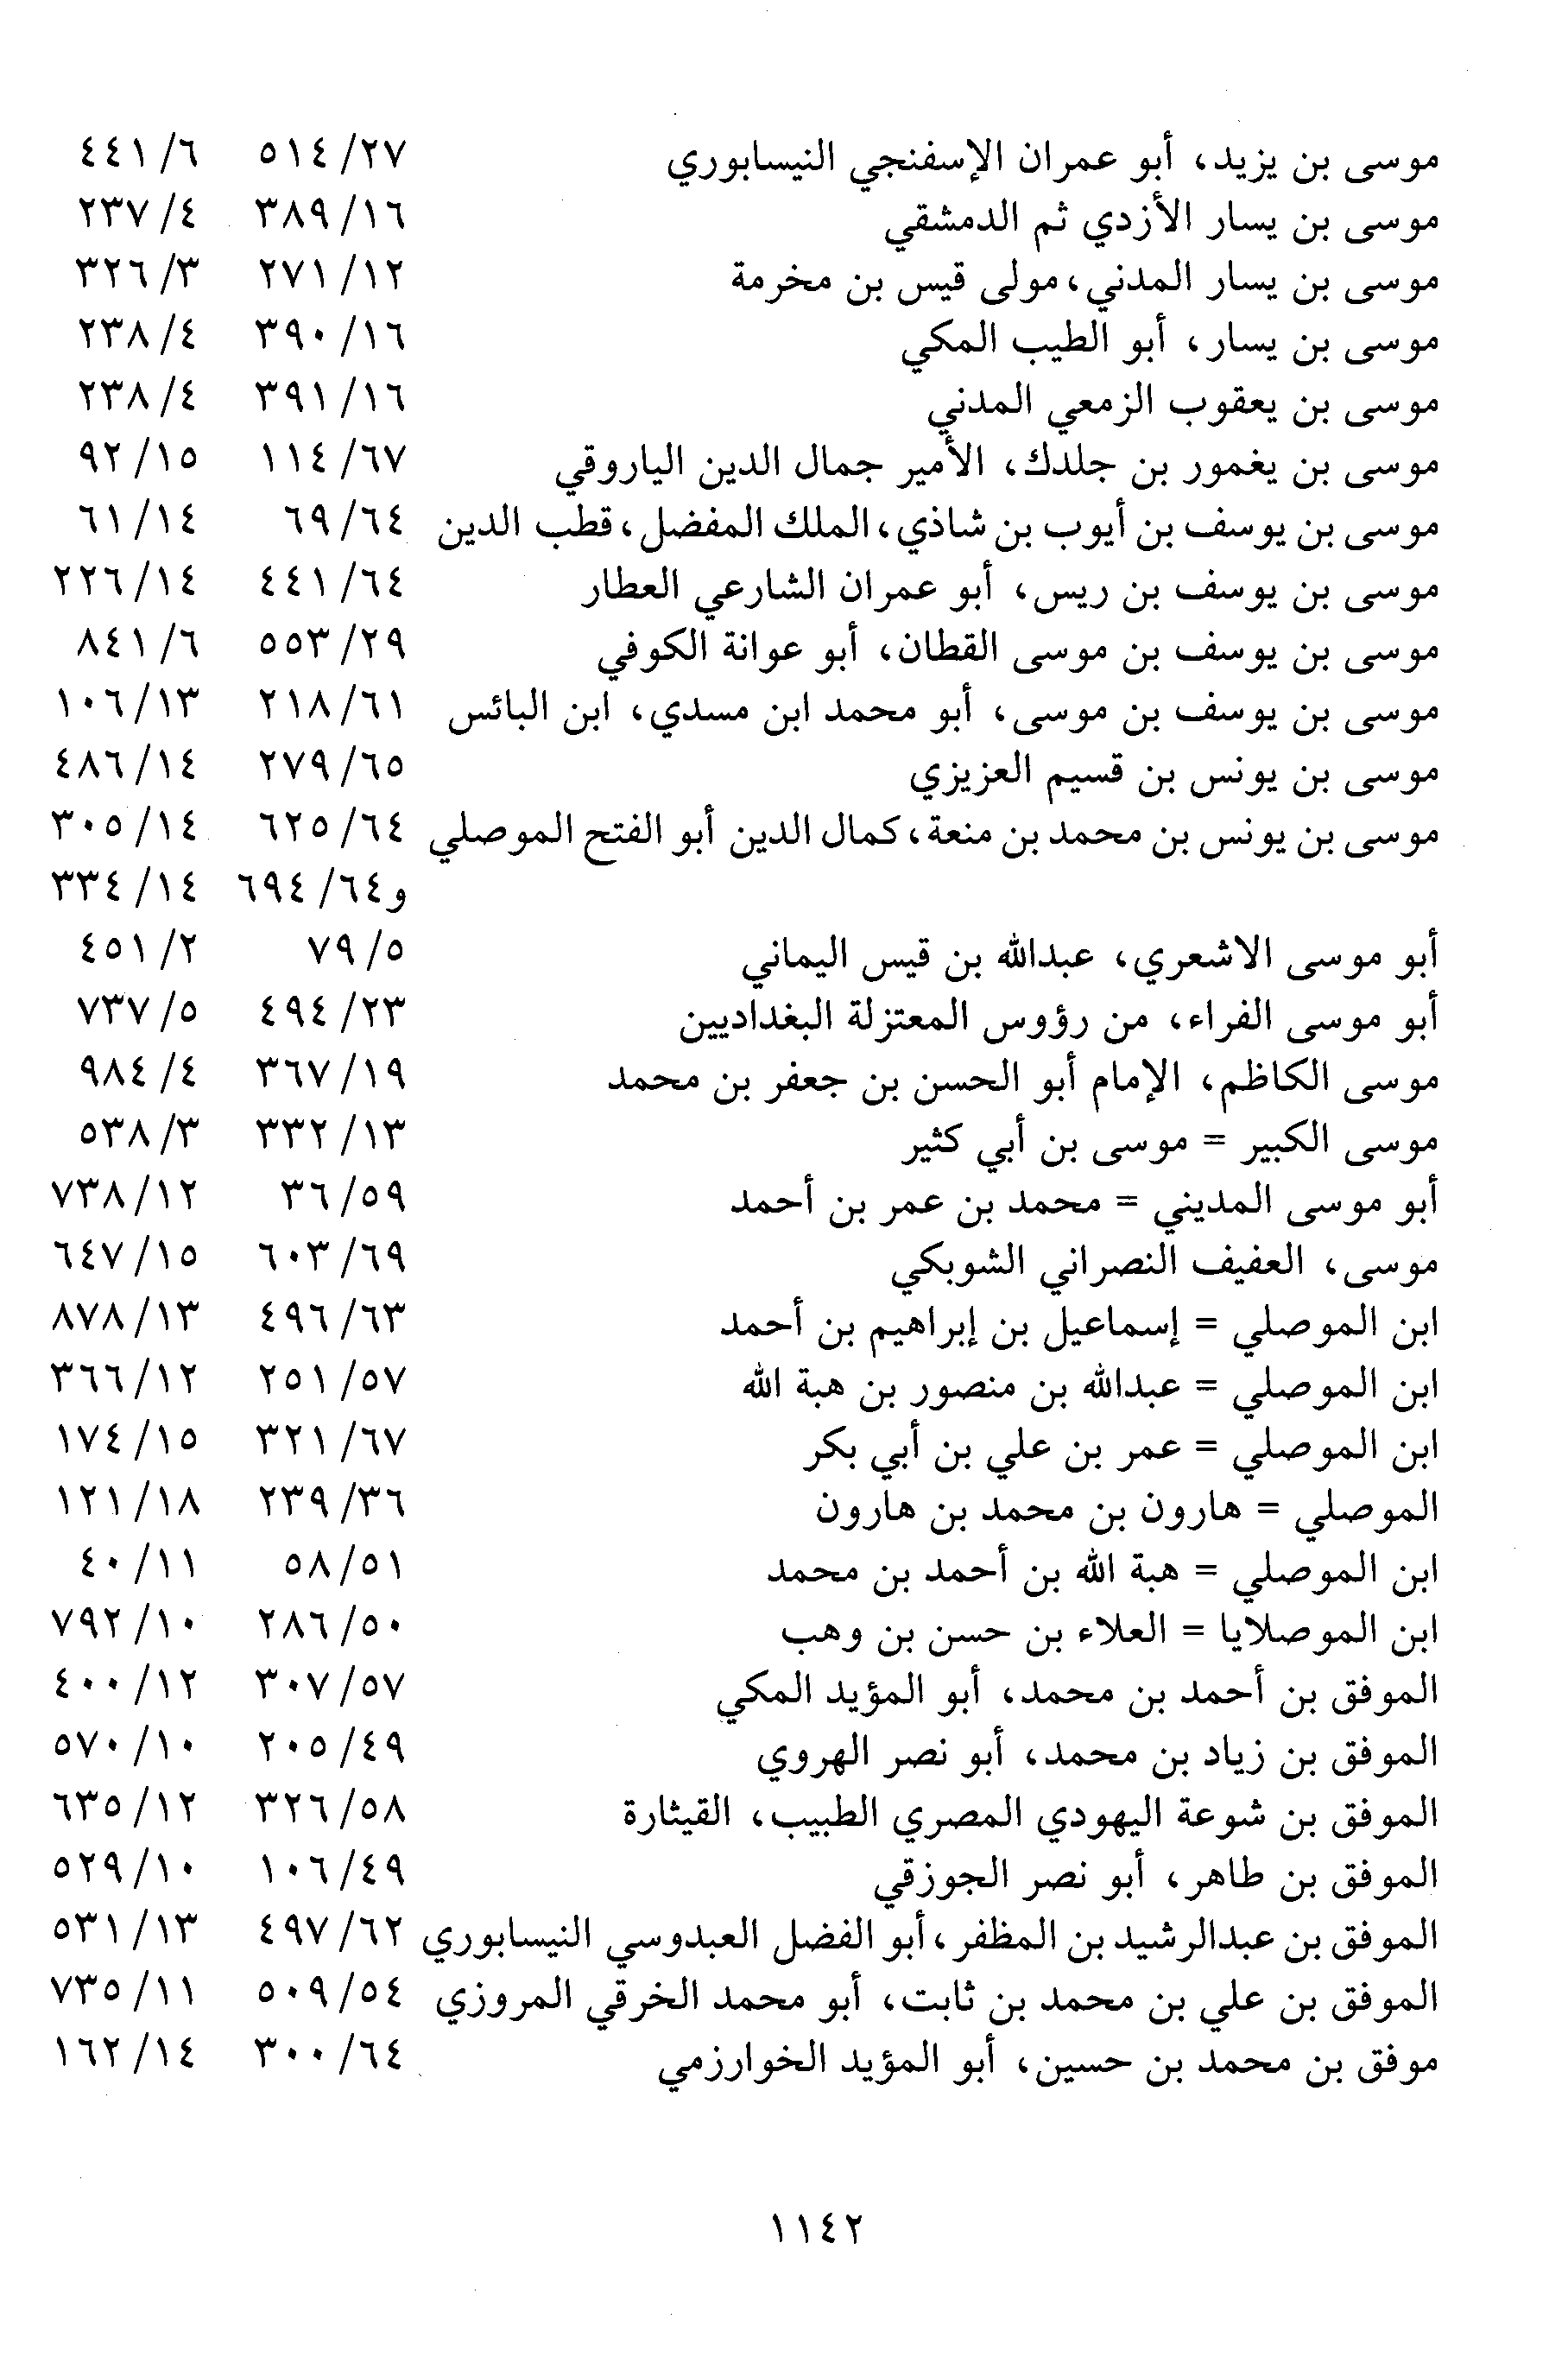 موسى بن يزيد، أبو عمران الإسفنجي النيسابوري ٢٧/ ٥١٤ ٦/ ٤٤١
موسى بن يسار الأزدي ثم الدمشقي ١٦/ ٣٨٩ ٤/ ٢٣٧
موسى بن يسار المدني، مولى قيس بن مخرمة ١٢/ ٢٧١ ٣/ ٣٢٦
موسى بن يسار، أبو الطيب المكي ١٦/ ٣٩٠ ٤/ ٢٣٨
موسى بن يعقوب الزمعي المدني ١٦/ ٣٩١ ٤/ ٢٣٨
موسى بن يغمور بن جلدك، الأمير جمال الدين الياروقي ٦٧/ ١١٤ ١٥/ ٩٢
موسى بن يوسف بن أيوب بن شاذي، الملك المفضل، قطب الدين ٦٤/ ٦٩ ١٤/ ٦١
موسى بن يوسف بن ريس، أبو عمران الشارعي العطار ٦٤/ ٤٤١ ١٤/ ٢٢٦
موسى بن يوسف بن موسى القطان، أبو عوانة الكوفي ٢٩/ ٥٥٣ ٦/ ٨٤١
موسى بن يوسف بن موسى، أبو محمد ابن مسدي، ابن البائس ٦١/ ٢١٨ ١٣/ ١٠٦
موسى بن يونس بن قسيم العزيزي ٦٥/ ٢٧٩ ١٤/ ٤٨٦
موسى بن يونس بن محمد بن منعة، كمال الدين أبو الفتح الموصلي ٦٤/ ٦٢٥ ١٤/ ٣٠٥
و٦٤/ ٦٩٤ ١٤/ ٣٣٤
أبو موسى الاشعري، عبدالله بن قيس اليماني ٥/ ٧٩ ٢/ ٤٥١
أبو موسى الفراء، من رؤوس المعتزلة البغداديين ٢٣/ ٤٩٤ ٥/ ٧٣٧
موسى الكاظم، الإمام أبو الحسن بن جعفر بن محمد ١٩/ ٣٦٧ ٤/ ٩٨٤
موسى الكبير = موسى بن أبي كثير ١٣/ ٣٣٢ ٣/ ٥٣٨
أبو موسى المديني = محمد بن عمر بن أحمد ٥٩/ ٣٦ ١٢/ ٧٣٨
موسى، العفيف النصراني الشوبكي ٦٩/ ٦٠٣ ١٥/ ٦٤٧
ابن الموصلي = إسماعيل بن إبراهيم بن أحمد ٦٣/ ٤٩٦ ١٣/ ٨٧٨
ابن الموصلي = عبدالله بن منصور بن هبة الله ٥٧/ ٢٥١ ١٢/ ٣٦٦
ابن الموصلي = عمر بن علي بن أبي بكر ٦٧/ ٣٢١ ١٥/ ١٧٤
الموصلي = هارون بن محمد بن هارون ٣٦/ ٢٣٩ ١٨/ ١٢١
ابن الموصلي = هبة الله بن أحمد بن محمد ٥١/ ٥٨ ١١/ ٤٠
ابن الموصلايا = العلاء بن حسن بن وهب ٥٠/ ٢٨٦ ١٠/ ٧٩٢
الموفق بن أحمد بن محمد، أبو المؤيد المكي ٥٧/ ٣٠٧ ١٢/ ٤٠٠
الموفق بن زياد بن محمد، أبو نصر الهروي ٤٩/ ٢٠٥ ١٠/ ٥٧٠
الموفق بن شوعة اليهودي المصري الطبيب، القيثارة ٥٨/ ٣٢٦ ١٢/ ٦٣٥
الموفق بن طاهر، أبو نصر الجوزقي ٤٩/ ١٠٦ ١٠/ ٥٢٩
الموفق بن عبدالرشيد بن المظفر، أبو الفضل العبدوسي النيسابوري ٦٢/ ٤٩٧ ١٣/ ٥٣١
الموفق بن علي بن محمد بن ثابت، أبو محمد الخرقي المروزي ٥٤/ ٥٠٩ ١١/ ٧٣٥
موفق بن محمد بن حسين، أبو المؤيد الخوارزمي ٦٤/ ٣٠٠ ١٤/ ١٦٢
١١٤٢